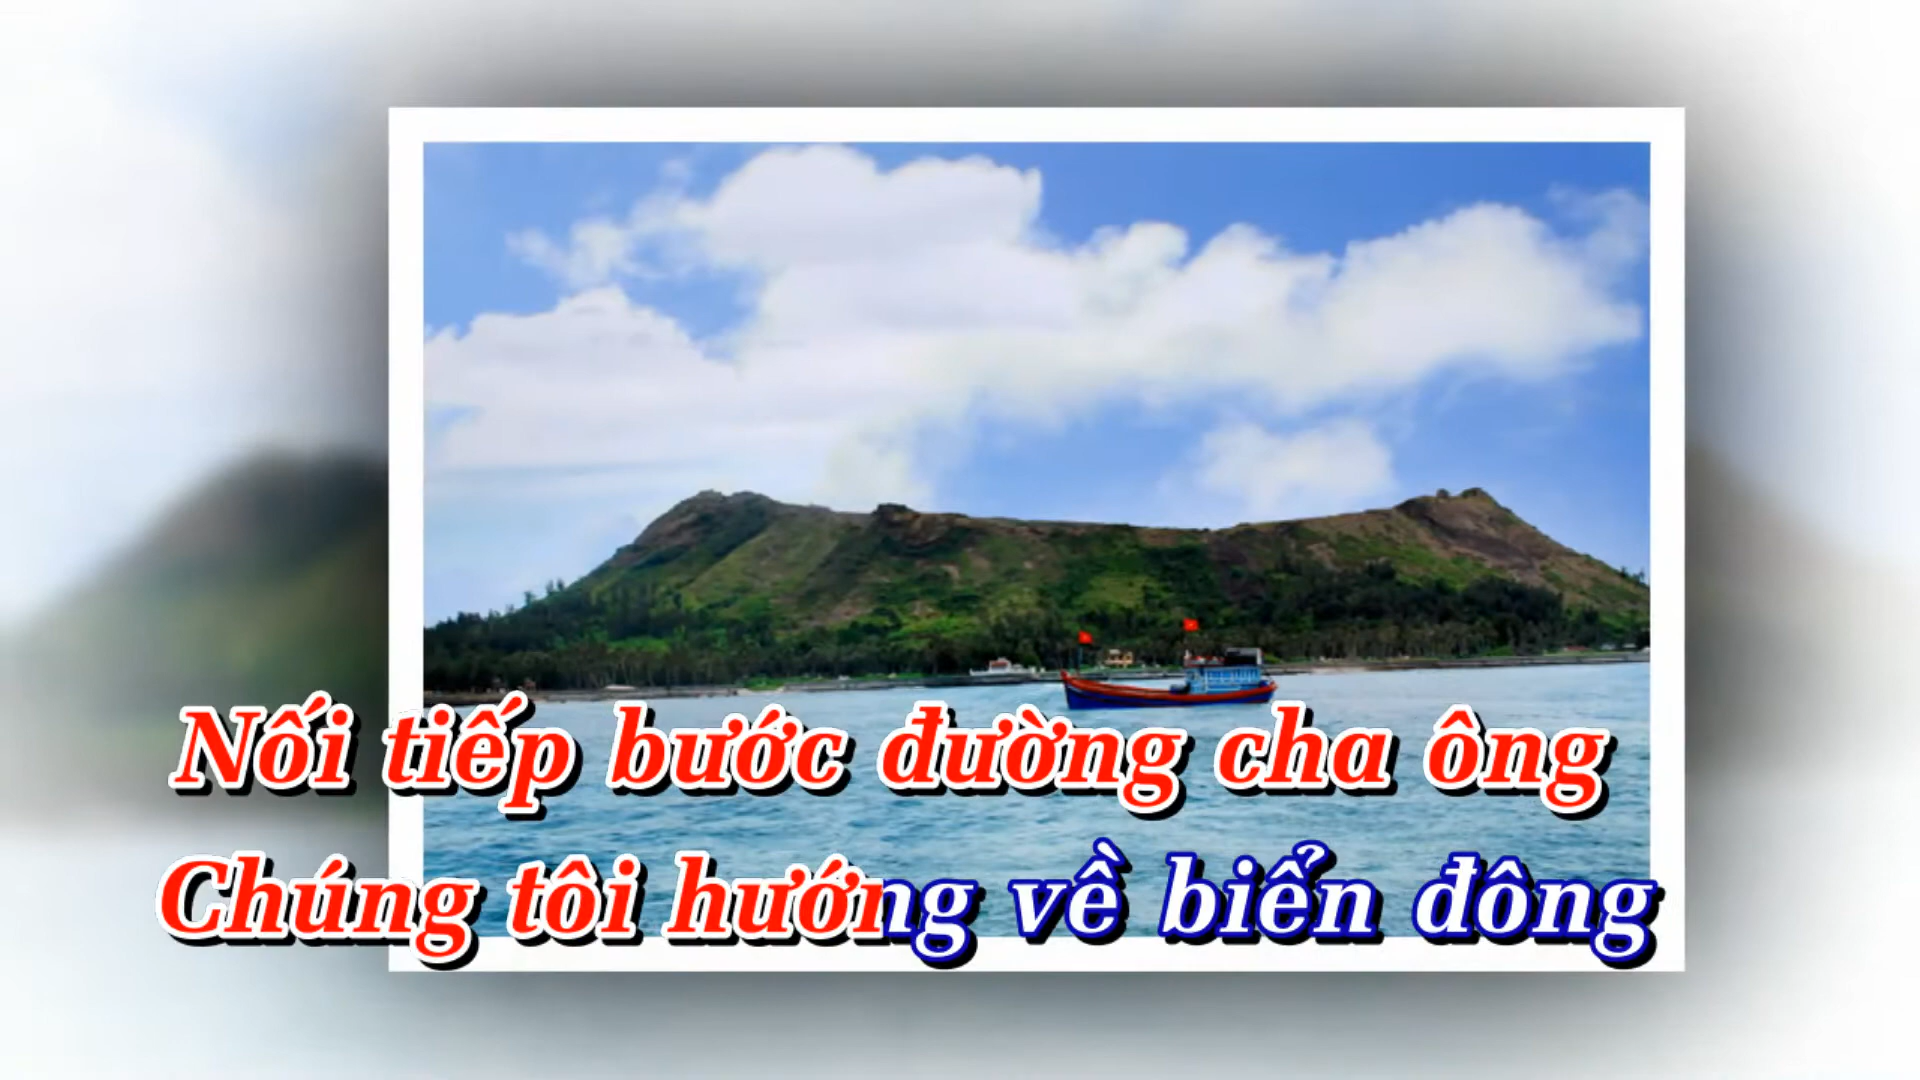 Nối tiếp bước đường cha ông
Chúng tôi hướng về biển đông